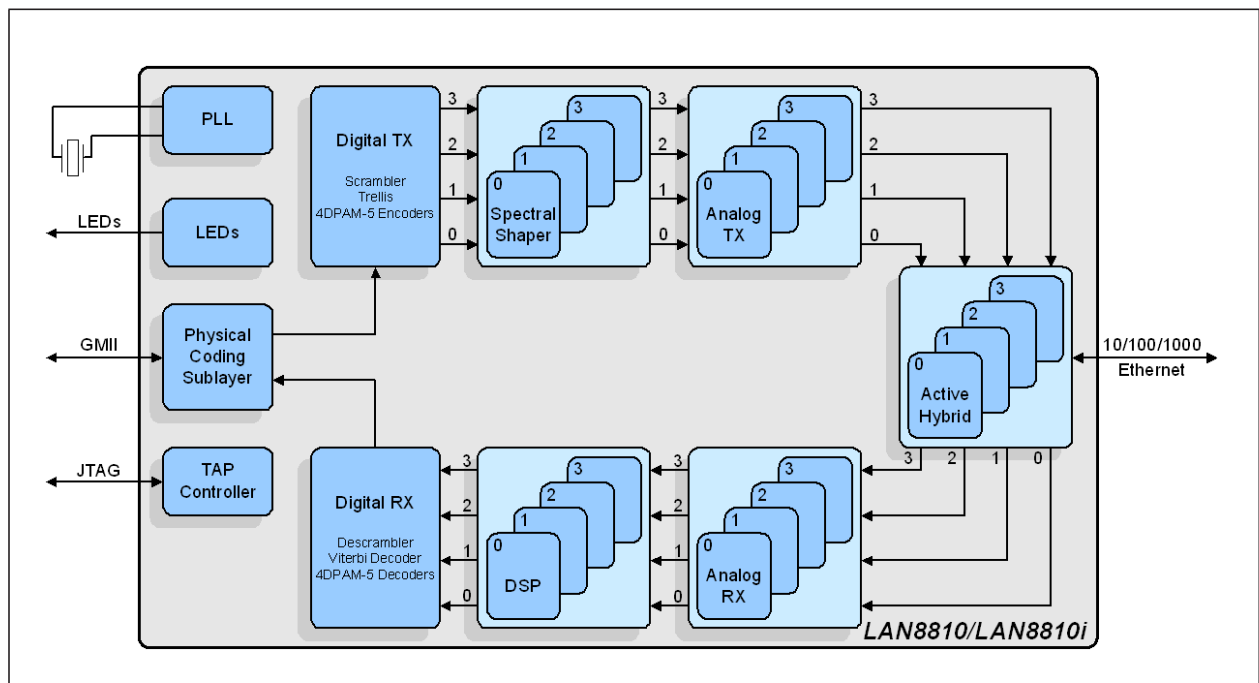 PLL
LEDs
LEDs
GMII
Physical
Coding
Sublayer
JTAG
TAP
Controller
Digital TX
Scrambler
Trellis
4DPAM-5 Encoders
3
2
1
0
3
2
1
0
Spectral
Shaper
3
2
1
0
3
2
1
0
Analog
TX
3
2
1
0
3
2
1
0
Active
Hybrid
10/100/1000
Ethernet
3 2 1 0
Digital RX
Descrambler
Viterbi Decoder
4DPAM-5 Decoders
3
2
1
0
3
2
1
0
DSP
3
2
1
0
3
2
1
0
Analog
RX
LAN8810/LAN8810i